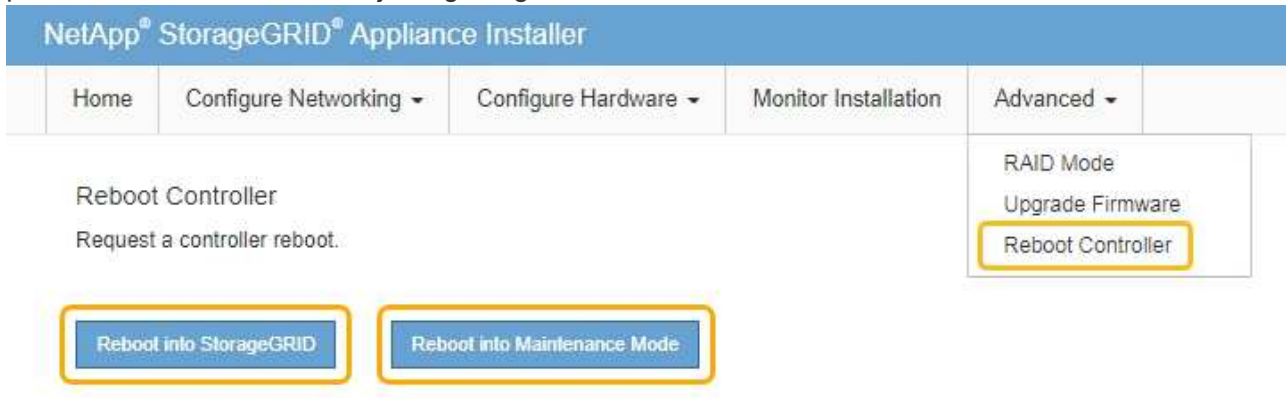 NetApp® StorageGRID® Appliance Installer
Home Configure Networking Configure Hardware Monitor Installation Advanced
RAID Mode
Upgrade Firmware
Reboot Controller
Reboot Controller
Request a controller reboot.
Reboot into StorageGRID Reboot into Maintenance Mode